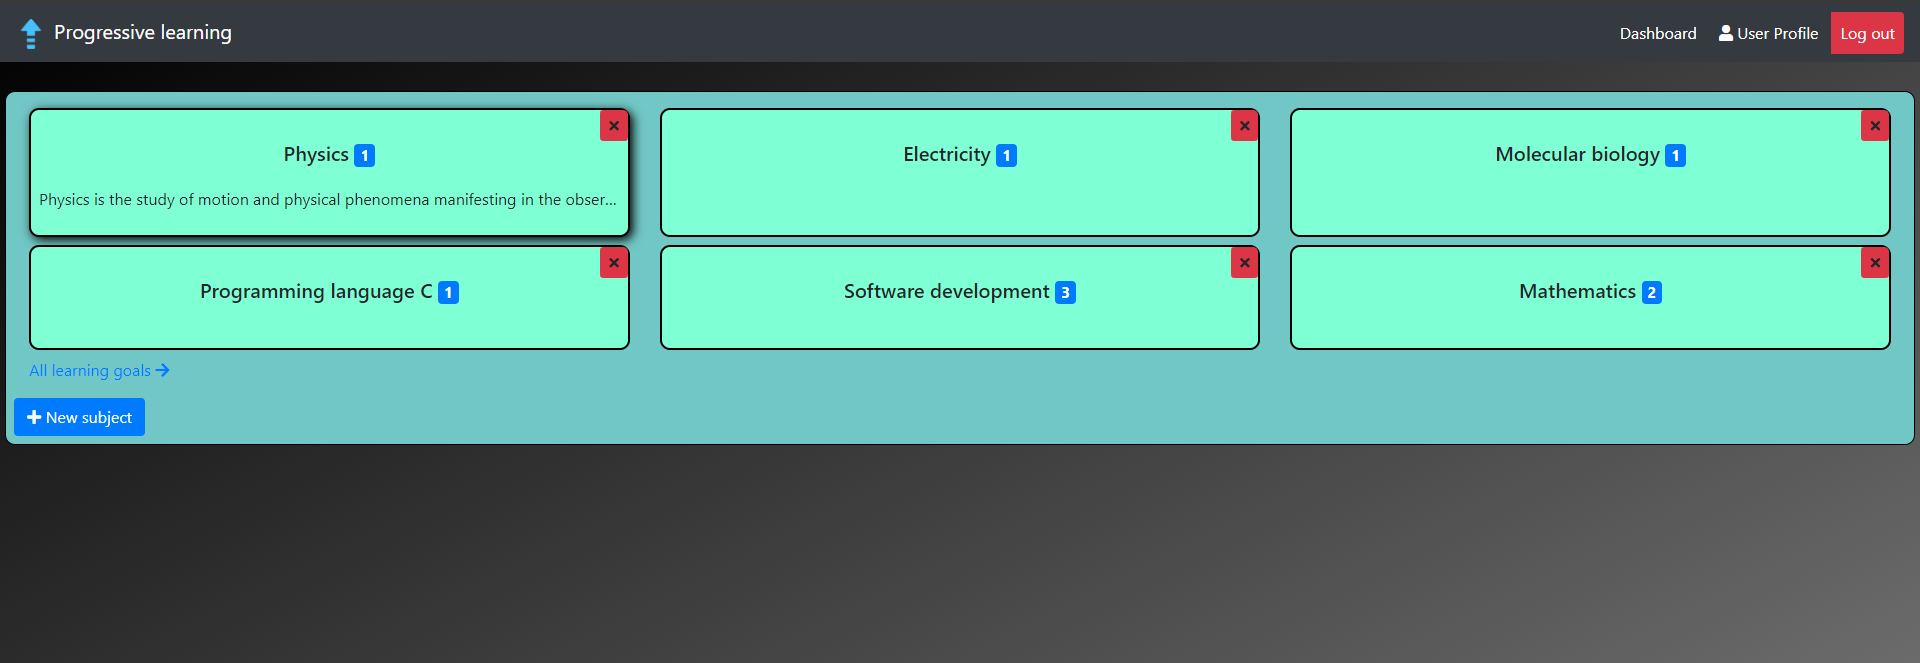 Progressive learning
Dashboard
User Profile
Log out
Physics 1
Physics is the study of motion and physical phenomena manifesting in the obser...
Electricity 1
Molecular biology 1
Programming language C 1
Software development 3
Mathematics 2
All learning goals
New subject